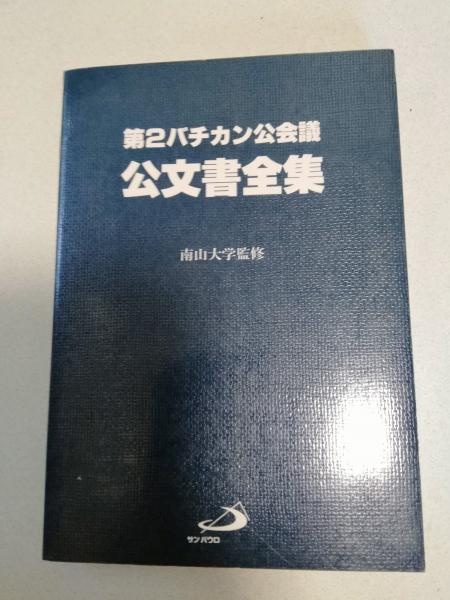 第2バチカン公会議
公文書全集
南山大学監修
サンパウロ